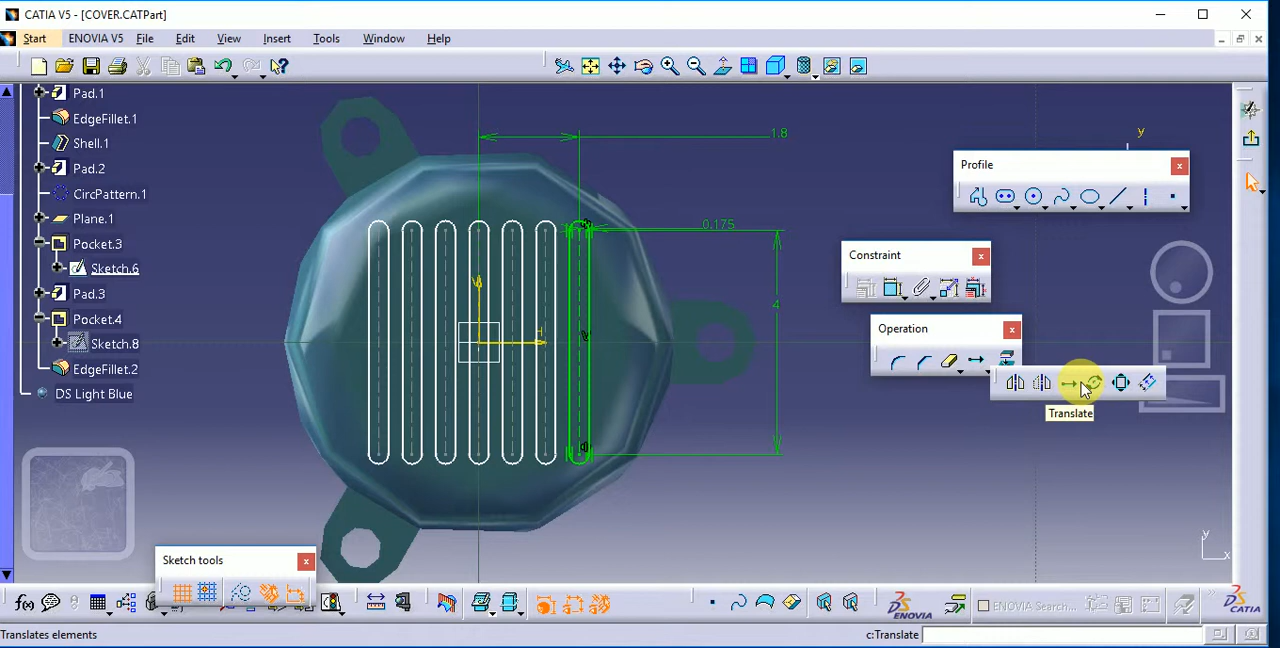 CATIA V5 - [COVER.CATPart]
Start ENOVIA V5 File Edit View Insert Tools Window Help
Pad.1
EdgeFillet.1
Shell.1
Pad.2
CircPattern.1
Plane.1
Pocket.3
Sketch.6
Pad.3
Pocket.4
Sketch.8
EdgeFillet.2
DS Light Blue
1.8
0.175
4
V
H
y
Profile
Constraint
Operation
Translate
y
x
Sketch tools
f(x)
ENOVIA
ENOVIA Search...
CATIA
Translates elements
c:Translate